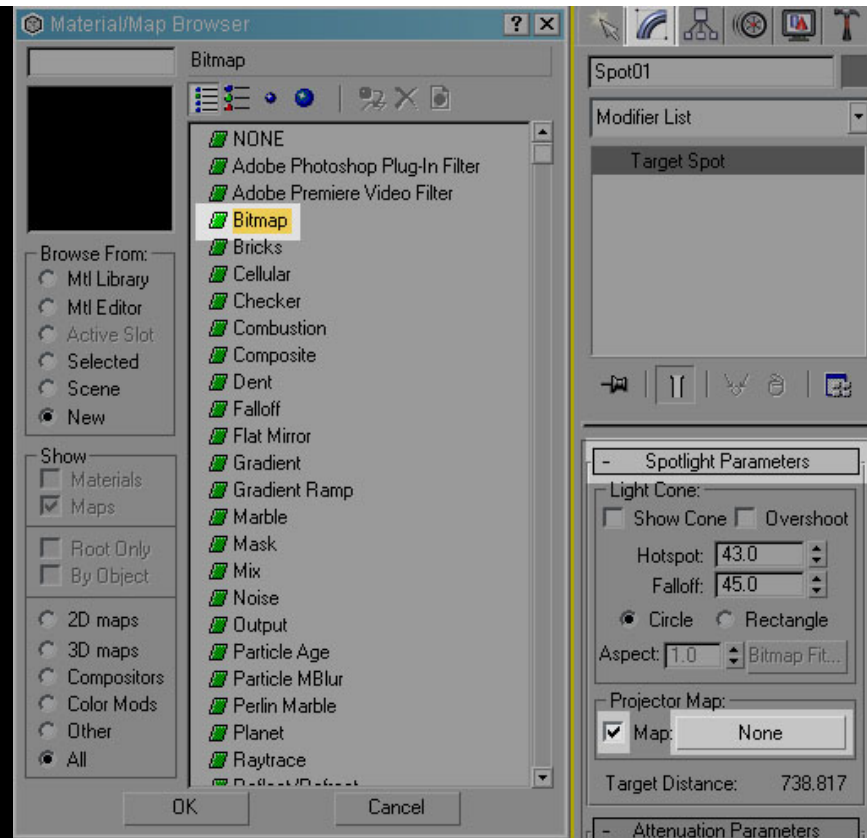 Material/Map Browser
Bitmap
NONE
Adobe Photoshop Plug-In Filter
Adobe Premiere Video Filter
Bitmap
Bricks
Cellular
Checker
Combustion
Composite
Dent
Falloff
Flat Mirror
Gradient
Gradient Ramp
Marble
Mask
Mix
Noise
Output
Particle Age
Particle MBlur
Perlin Marble
Planet
Raytrace
Reflect/Refract
Browse From:
Mtl Library
Mtl Editor
Active Slot
Selected
Scene
New
Show
Materials
Maps
Root Only
By Object
2D maps
3D maps
Compositors
Color Mods
Other
All
OK
Cancel
Spot01
Modifier List
Target Spot
- Spotlight Parameters
Light Cone:
Show Cone Overshoot
Hotspot: 43.0
Falloff: 45.0
Circle Rectangle
Aspect: 1.0 Bitmap Fit...
Projector Map:
Map: None
Target Distance: 738.817
- Attenuation Parameters